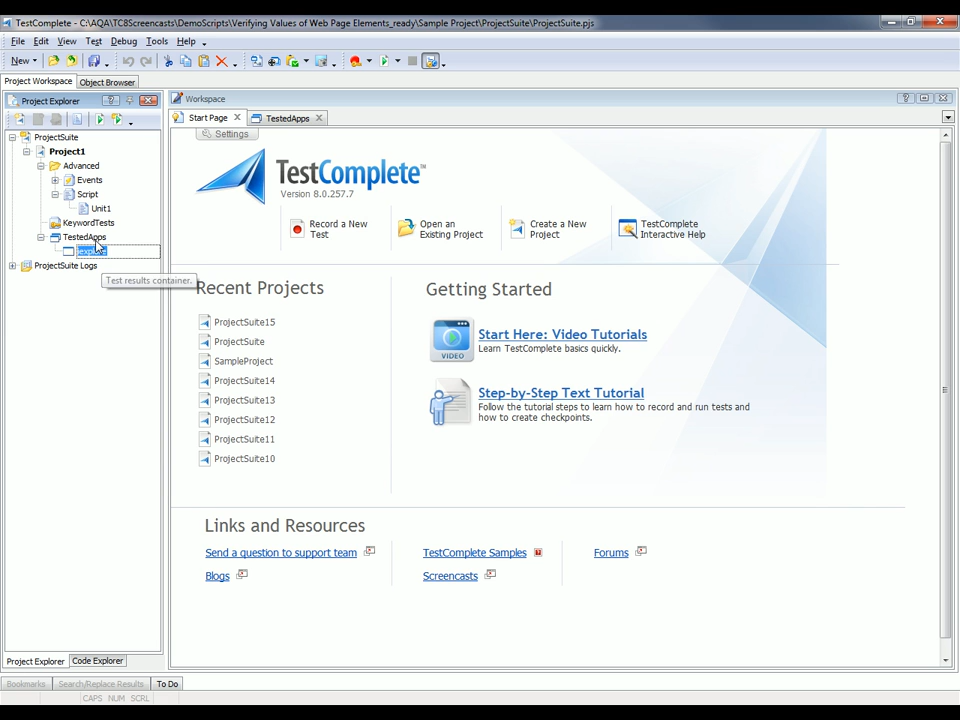 TestComplete - C:\AQA\TC8Screencasts\DemoScripts\Verifying Values of Web Page Elements_ready\Sample Project\ProjectSuite\ProjectSuite.pjs
File Edit View Test Debug Tools Help
New
Project Workspace Object Browser
Project Explorer
Workspace
Start Page TestedApps
Settings
ProjectSuite
Project1
Advanced
Events
Script
Unit1
KeywordTests
TestedApps
ProjectSuite Logs
Test results container.
TestComplete™
Version 8.0.257.7
Record a New Test
Open an Existing Project
Create a New Project
TestComplete Interactive Help
Recent Projects
ProjectSuite15
ProjectSuite
SampleProject
ProjectSuite14
ProjectSuite13
ProjectSuite12
ProjectSuite11
ProjectSuite10
Getting Started
VIDEO
Start Here: Video Tutorials
Learn TestComplete basics quickly.
Step-by-Step Text Tutorial
Follow the tutorial steps to learn how to record and run tests and
how to create checkpoints.
Links and Resources
Send a question to support team TestComplete Samples Forums
Blogs Screencasts
Project Explorer Code Explorer
Bookmarks Search/Replace Results To Do
CAPS NUM SCRL